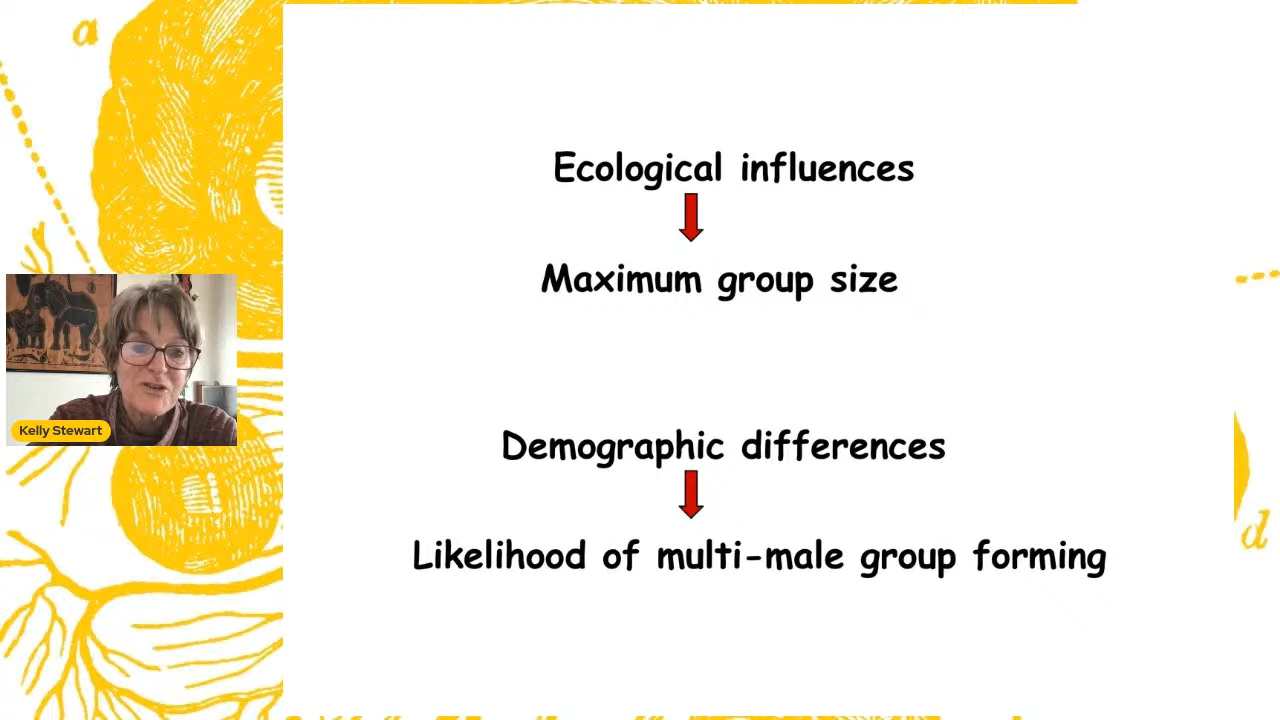 a
Ecological influences
Maximum group size
Kelly Stewart
Demographic differences
Likelihood of multi-male group forming
d